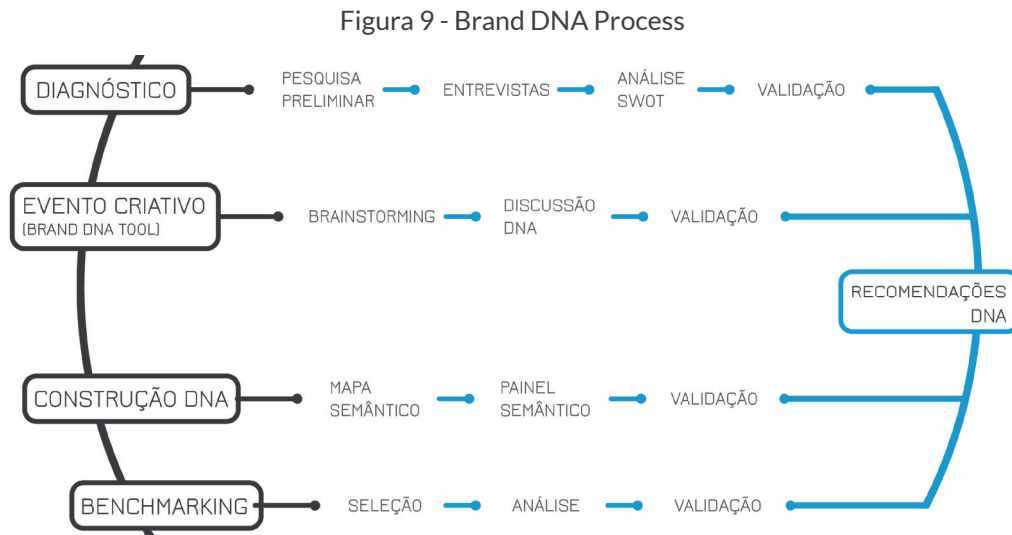 Figura 9 - Brand DNA Process
DIAGNÓSTICO
PESQUISA
PRELIMINAR
ENTREVISTAS
ANÁLISE
SWOT
VALIDAÇÃO
EVENTO CRIATIVO
(BRAND DNA TOOL)
BRAINSTORMING
DISCUSSÃO
DNA
VALIDAÇÃO
RECOMENDAÇÕES
DNA
CONSTRUÇÃO DNA
MAPA
SEMÂNTICO
PAINEL
SEMÂNTICO
VALIDAÇÃO
BENCHMARKING
SELEÇÃO
ANÁLISE
VALIDAÇÃO